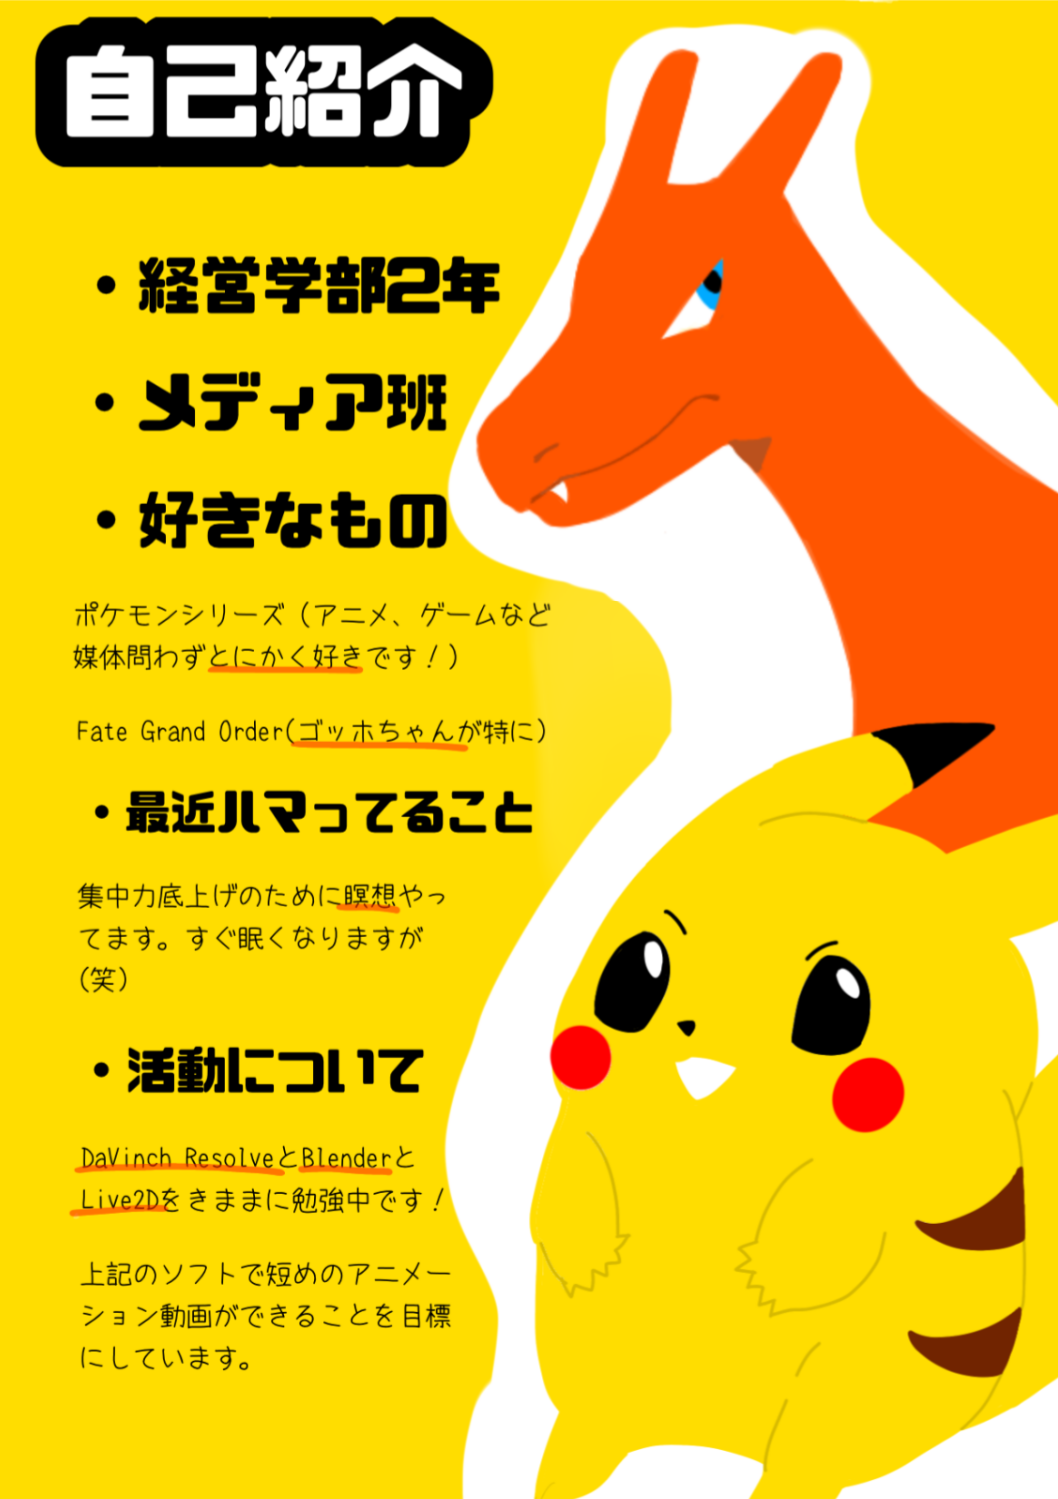 自己紹介
・経営学部2年
・メディア班
・好きなもの
ポケモンシリーズ（アニメ、ゲームなど
媒体問わずとにかく好きです！）
Fate Grand Order(ゴッホちゃんが特に)
・最近ハマってること
集中力底上げのために瞑想やっ
てます。すぐ眠くなりますが
(笑)
・活動について
DaVinch ResolveとBlenderと
Live2Dをきままに勉強中です！
上記のソフトで短めのアニメー
ション動画ができることを目標
にしています。